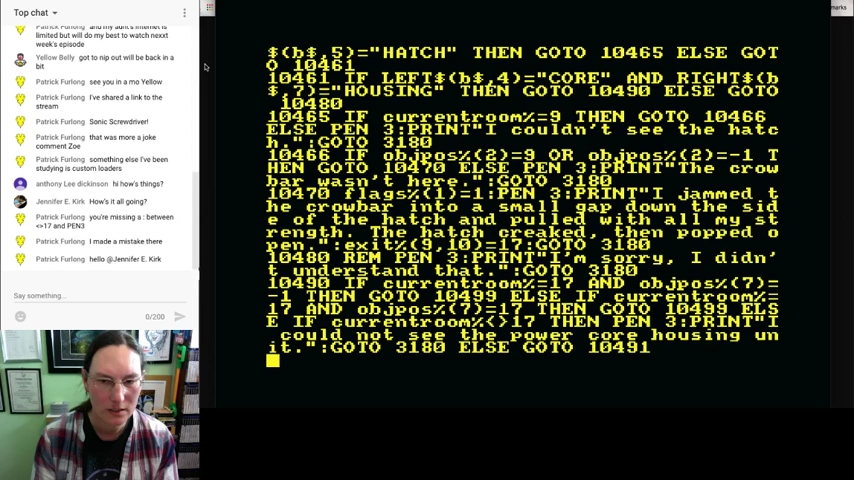 Top chat
Patrick Furlong and my aunt's internet is
limited but will do my best to watch nexxt
week's episode
Yellow Belly got to nip out will be back in a
bit
Patrick Furlong see you in a mo Yellow
Patrick Furlong I've shared a link to the
stream
Patrick Furlong Sonic Screwdriver!
Patrick Furlong that was more a joke
comment Zoe
Patrick Furlong something else I've been
studying is custom loaders
anthony Lee dickinson hi how's things?
Jennifer E. Kirk How's it all going?
Patrick Furlong you're missing a : between
<>17 and PEN3
Patrick Furlong I made a mistake there
Patrick Furlong hello @Jennifer E. Kirk
Say something...
0/200
marks
$(b$,5)="HATCH" THEN GOTO 10465 ELSE GOT
O 10461
10461 IF LEFT$(b$,4)="CORE" AND RIGHT$(b
$,7)="HOUSING" THEN GOTO 10490 ELSE GOTO
10480
10465 IF currentroom%=9 THEN GOTO 10466
ELSE PEN 3:PRINT"I couldn't see the hatc
h.":GOTO 3180
10466 IF objpos%(2)=9 OR objpos%(2)=-1 T
HEN GOTO 10470 ELSE PEN 3:PRINT"The crow
bar wasn't here.":GOTO 3180
10470 flags%(1)=1:PEN 3:PRINT"I jammed t
he crowbar into a small gap down the sid
e of the hatch and pulled with all my st
rength. The hatch creaked, then popped o
pen.":exit%(9,10)=17:GOTO 3180
10480 REM PEN 3:PRINT"I'm sorry, I didn'
t understand that.":GOTO 3180
10490 IF currentroom%=17 AND objpos%(7)=
-1 THEN GOTO 10499 ELSE IF currentroom%=
17 AND objpos%(7)=17 THEN GOTO 10499 ELS
E IF currentroom%<>17 THEN PEN 3:PRINT"I
could not see the power core housing un
it.":GOTO 3180 ELSE GOTO 10491